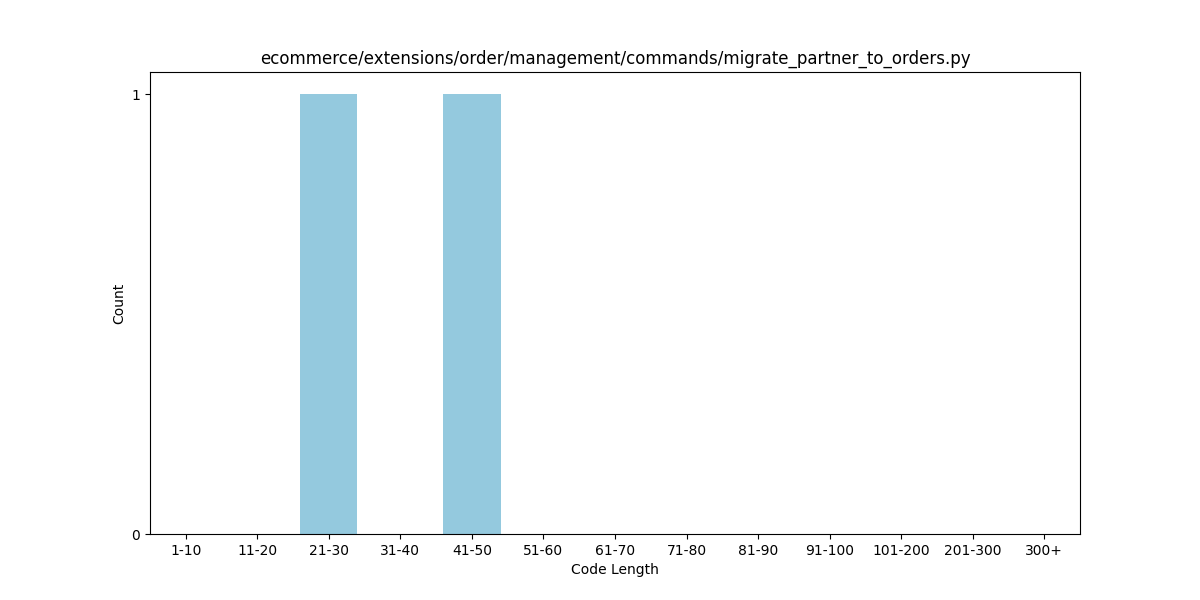 ecommerce/extensions/order/management/commands/migrate_partner_to_orders.py
1
Count
0
1-10 11-20 21-30 31-40 41-50 51-60 61-70 71-80 81-90 91-100 101-200 201-300 300+
Code Length